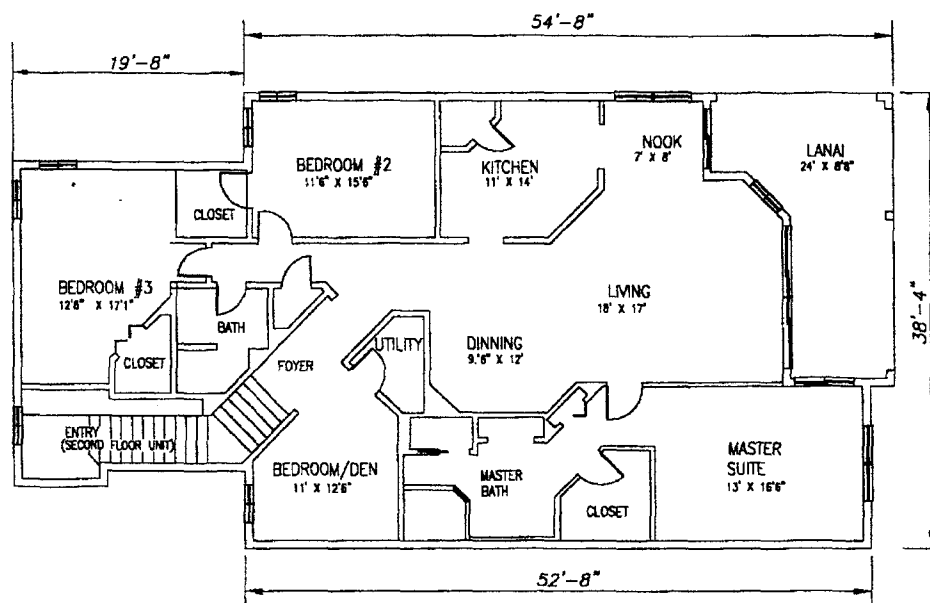 54'-8"
19'-8"
BEDROOM #2
11'6" X 15'6"
KITCHEN
11' X 14'
NOOK
7' X 8'
LANAI
24' X 8'8"
CLOSET
BEDROOM #3
12'8" X 17'1"
BATH
CLOSET
FOYER
UTILITY
DINNING
9'6" X 12'
LIVING
18' X 17'
38'-4"
ENTRY
(SECOND FLOOR UNIT)
BEDROOM/DEN
11' X 12'6"
MASTER
BATH
CLOSET
MASTER
SUITE
13' X 16'6"
52'-8"